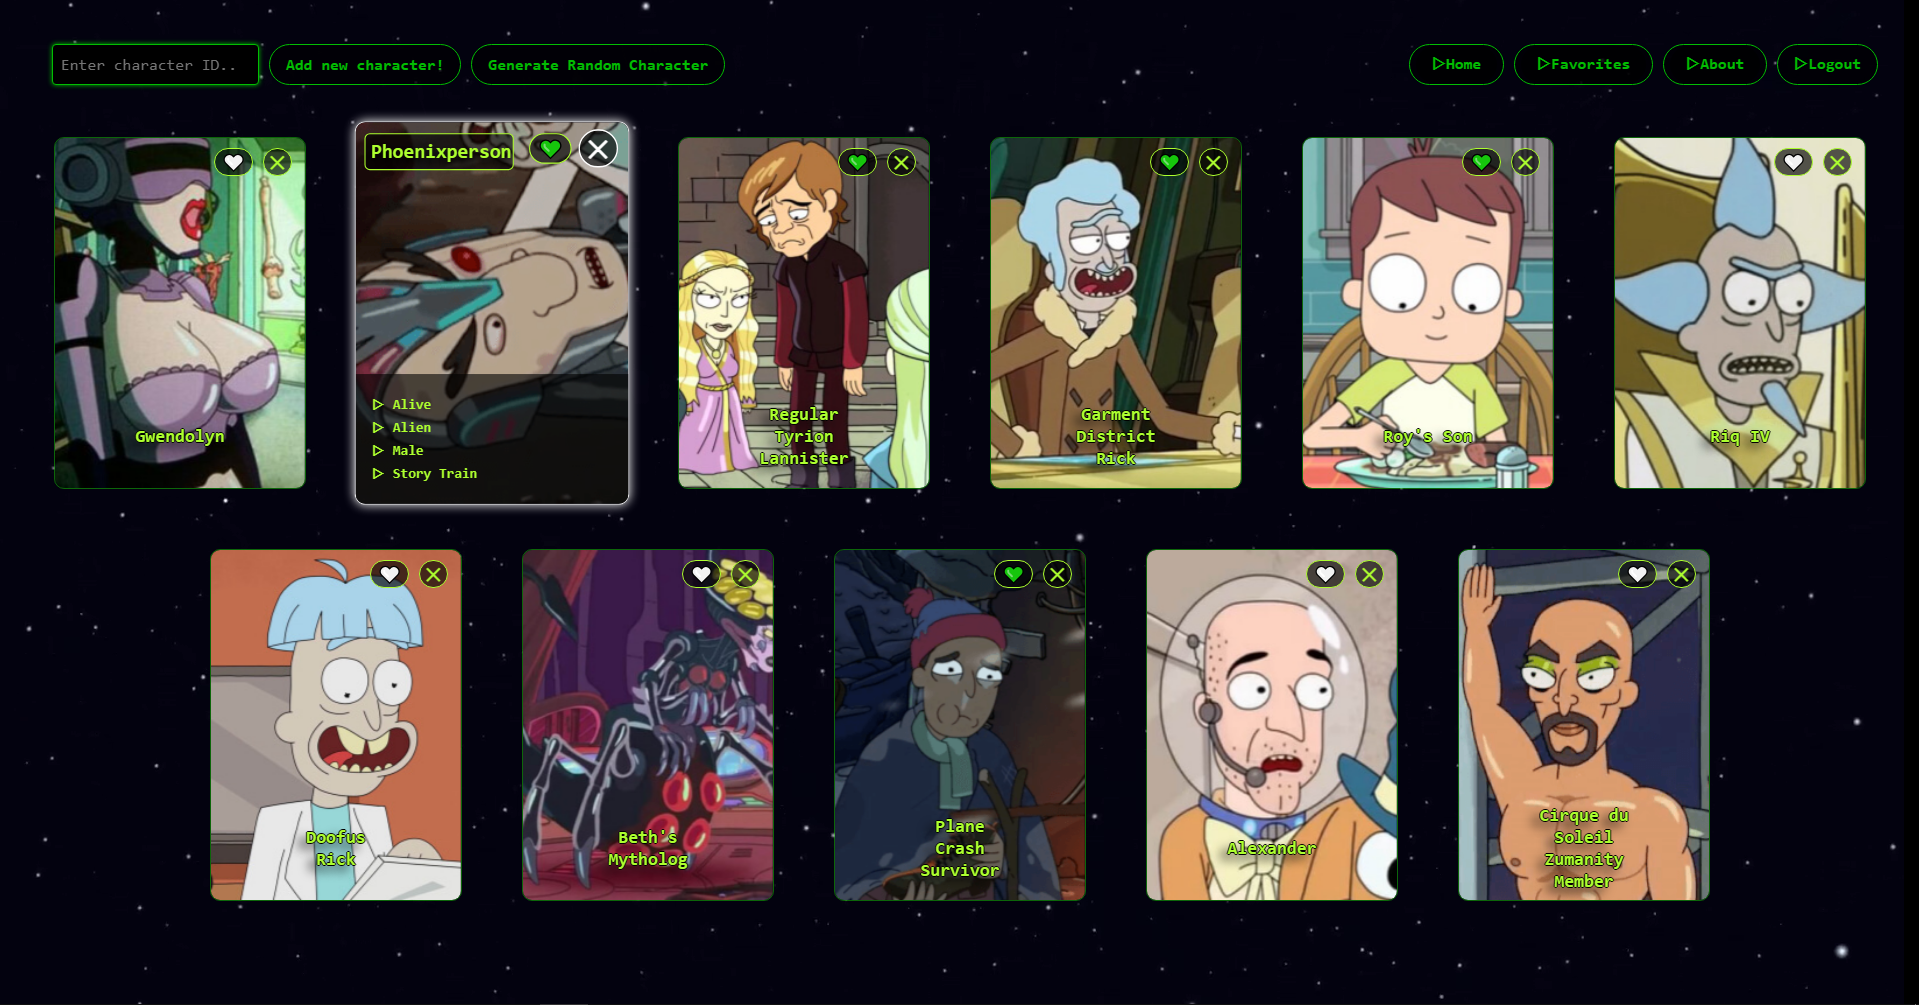 Enter character ID..
Add new character!
Generate Random Character
Home
Favorites
About
Logout
Gwendolyn
Phoenixperson
Alive
Alien
Male
Story Train
Regular
Tyrion
Lannister
Garment
District
Rick
Roy's Son
Riq IV
Doofus
Rick
Beth's
Mytholog
Plane
Crash
Survivor
Alexander
Cirque du
Soleil
Zumanity
Member